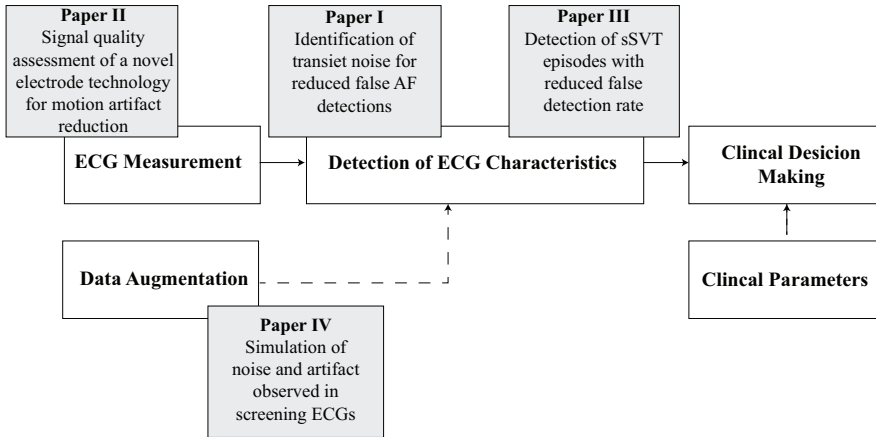 Paper II
Signal quality
assessment of a novel
electrode technology
for motion artifact
reduction
Paper I
Identification of
transiet noise for
reduced false AF
detections
Paper III
Detection of sSVT
episodes with
reduced false
detection rate
ECG Measurement
Detection of ECG Characteristics
Clincal Desicion
Making
Data Augmentation
Clincal Parameters
Paper IV
Simulation of
noise and artifact
observed in
screening ECGs